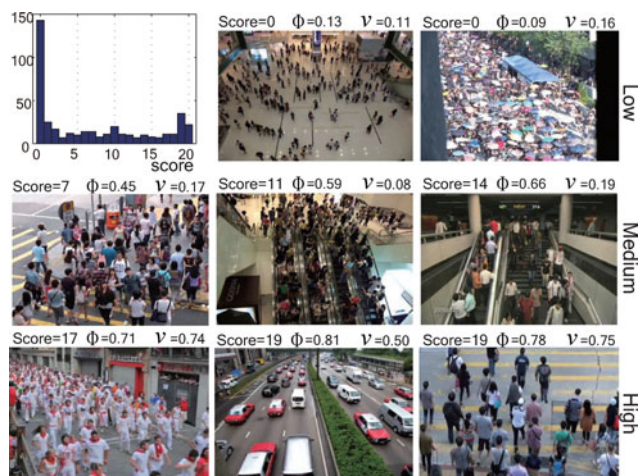 150
100
50
0
0 5 10 15 20
score
Score=0 Φ=0.13 ν=0.11
Score=0 Φ=0.09 ν=0.16
Low
Score=7 Φ=0.45 ν=0.17
Score=11 Φ=0.59 ν=0.08
Score=14 Φ=0.66 ν=0.19
Medium
Score=17 Φ=0.71 ν=0.74
Score=19 Φ=0.81 ν=0.50
Score=19 Φ=0.78 ν=0.75
High